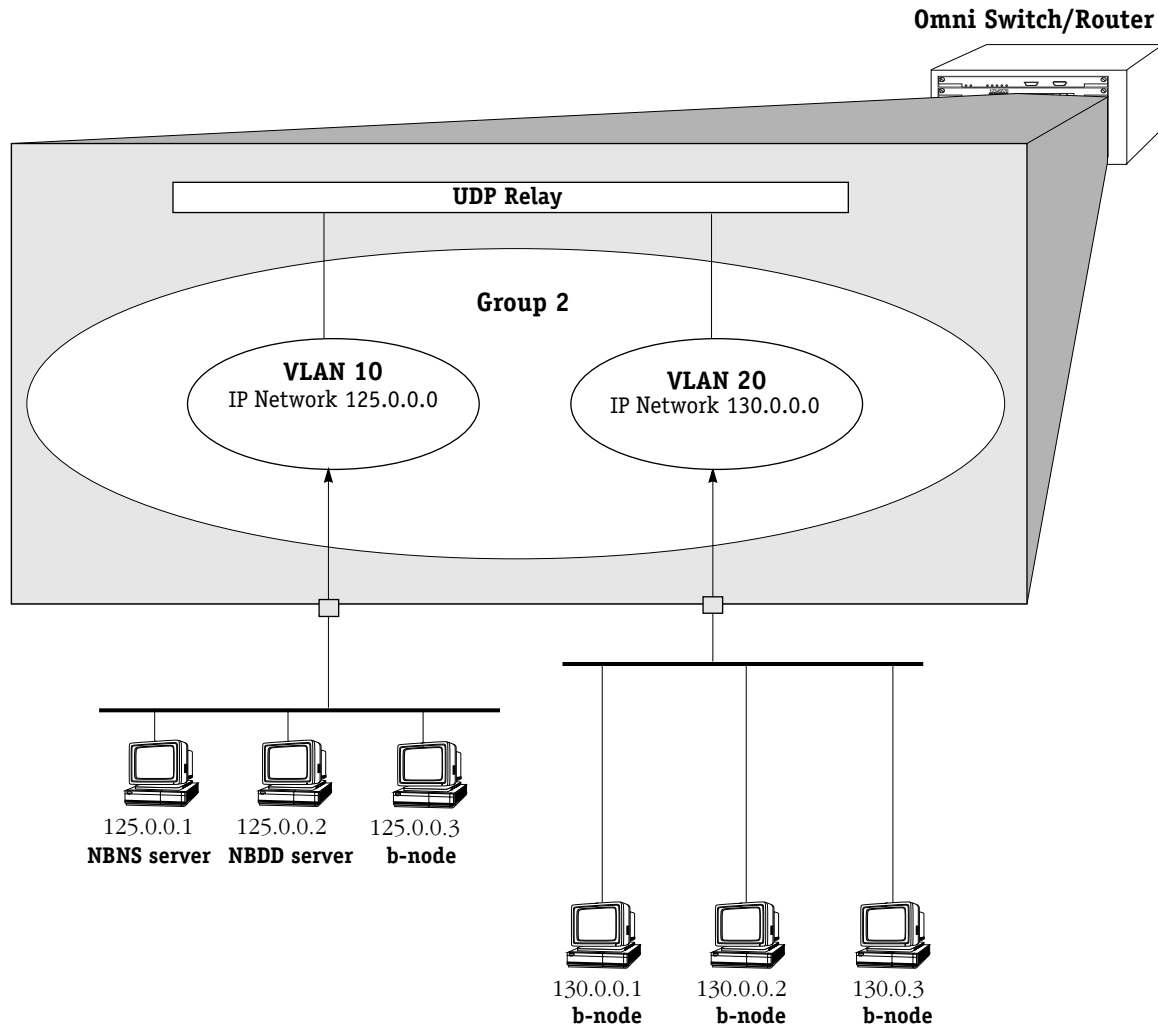 Omni Switch/Router
UDP Relay
Group 2
VLAN 10
IP Network 125.0.0.0
VLAN 20
IP Network 130.0.0.0
125.0.0.1
NBNS server
125.0.0.2
NBDD server
125.0.0.3
b-node
130.0.0.1
b-node
130.0.0.2
b-node
130.0.3
b-node